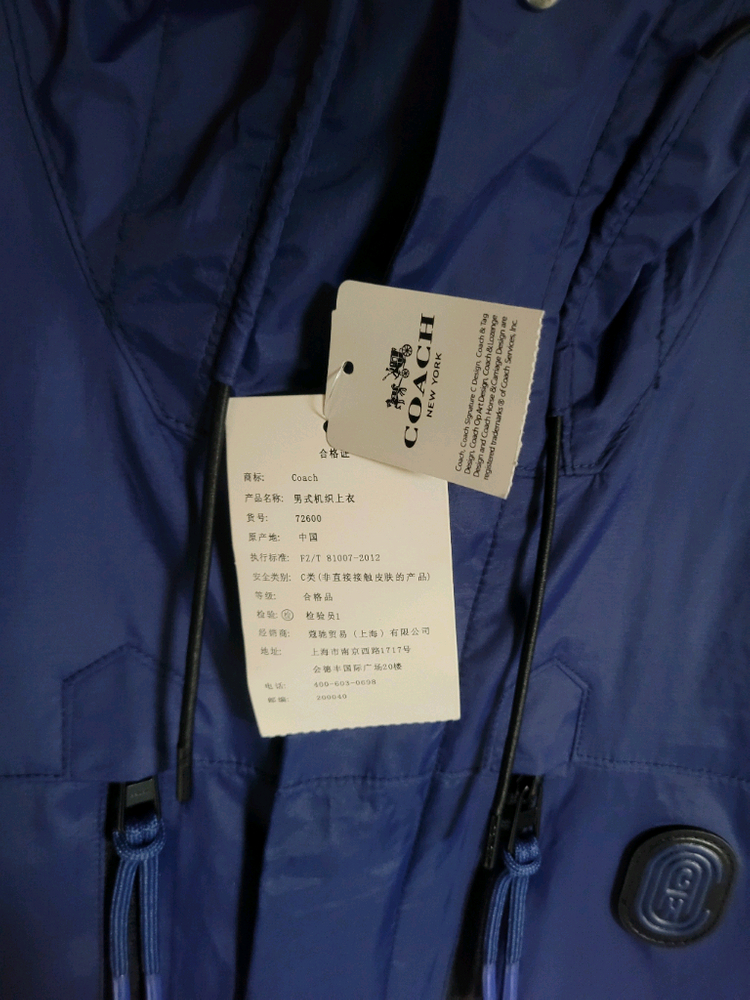 COACH
NEW YORK
Coach, Coach Signature C Design, Coach & Tag
Design, Coach Op Art Design, Coach & Lozenge
Design and Coach Horse & Carriage Design are
registered trademarks ® of Coach Services, Inc.
合格证
商标: Coach
产品名称: 男式机织上衣
货号: 72600
原产地: 中国
执行标准: FZ/T 81007-2012
安全类别: C类(非直接接触皮肤的产品)
等级: 合格品
检验: 检验员1
经销商: 蔻驰贸易(上海)有限公司
地址: 上海市南京西路1717号
会德丰国际广场20楼
电话: 400-603-0098
邮编: 200040